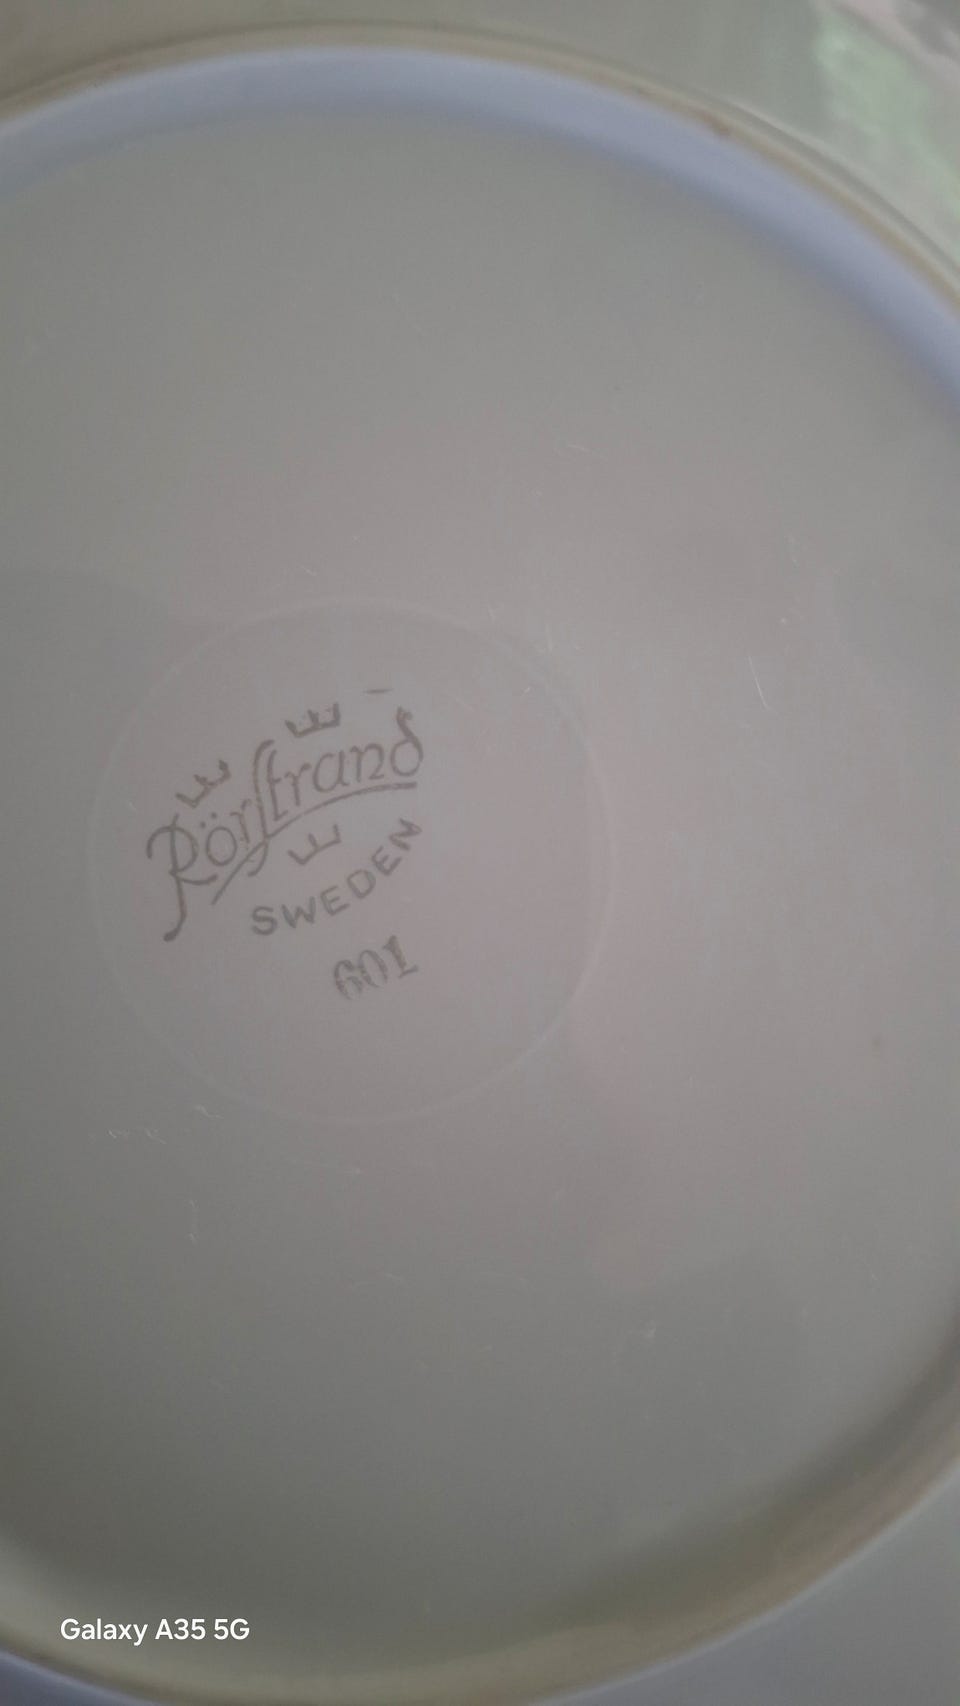 Rörstrand
SWEDEN
601
Galaxy A35 5G